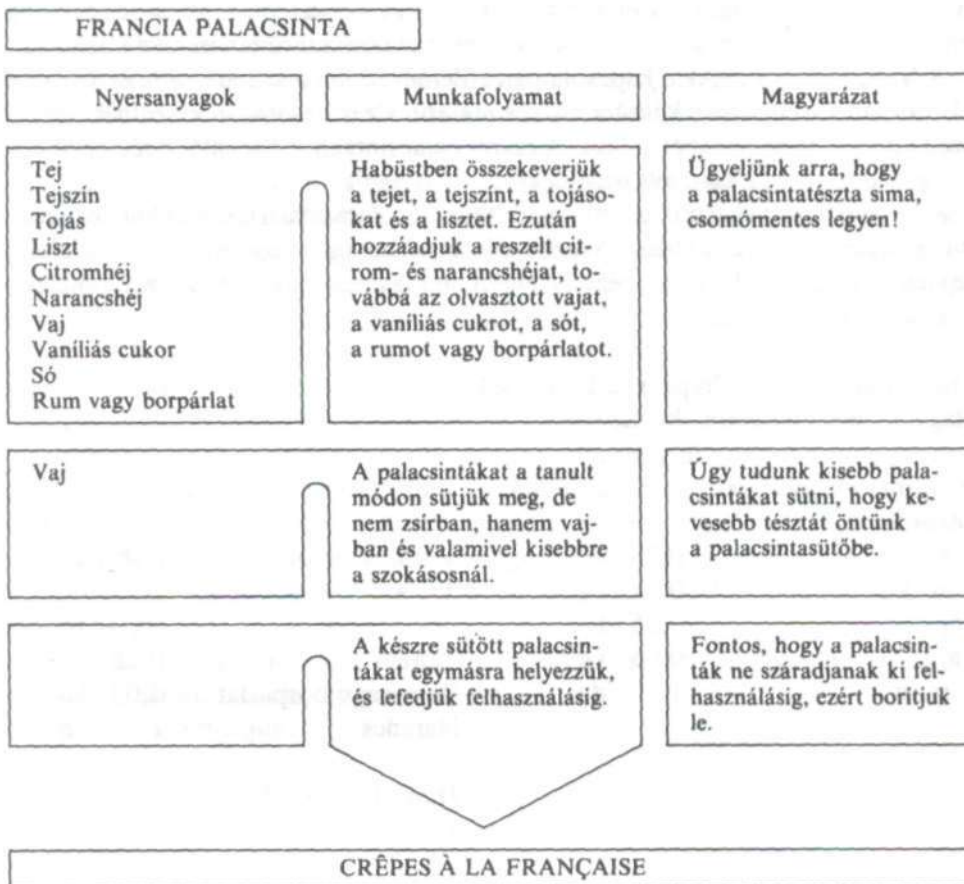 FRANCIA PALACSINTA
Nyersanyagok
Munkafolyamat
Magyarázat
Tej
Tejszín
Tojás
Liszt
Citromhéj
Narancshéj
Vaj
Vaníliás cukor
Só
Rum vagy borpárlat
Habüstben összekeverjük
a tejet, a tejszínt, a tojáso-
kat és a lisztet. Ezután
hozzáadjuk a reszelt cit-
rom- és narancshéjat, to-
vábbá az olvasztott vajat,
a vaníliás cukrot, a sót,
a rumot vagy borpárlatot.
Ügyeljünk arra, hogy
a palacsintatészta sima,
csomómentes legyen!
Vaj
A palacsintákat a tanult
módon sütjük meg, de
nem zsírban, hanem vaj-
ban és valamivel kisebbre
a szokásosnál.
Úgy tudunk kisebb pala-
csintákat sütni, hogy ke-
vesebb tésztát öntünk
a palacsintasütőbe.
A készre sütött palacsin-
tákat egymásra helyezzük,
és lefedjük felhasználásig.
Fontos, hogy a palacsin-
ták ne száradjanak ki fel-
használásig, ezért borítjuk
le.
CRÊPES À LA FRANÇAISE